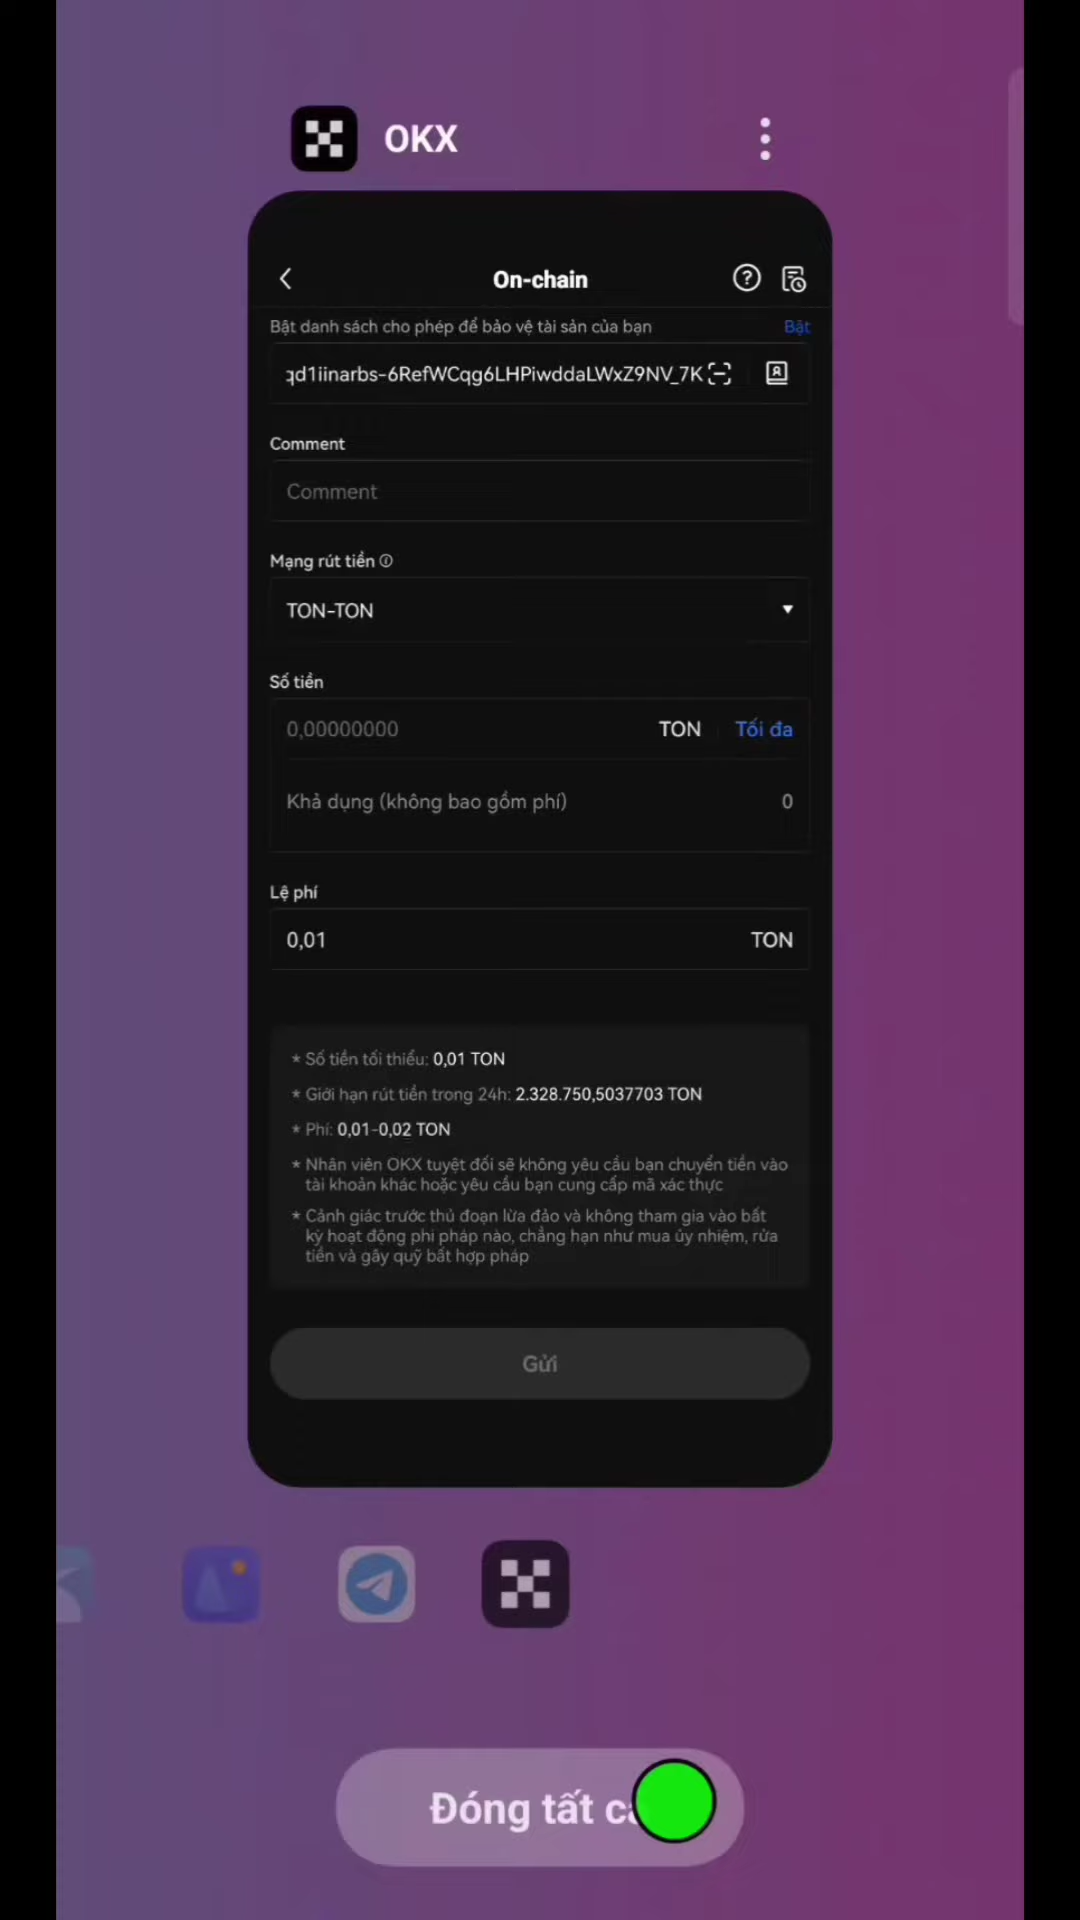 OKX
On-chain
Bật danh sách cho phép để bảo vệ tài sản của bạn Bật
qd1iinarbs-6RefWCqg6LHPiwddaLWxZ9NV_7K
Comment
Comment
Mạng rút tiền
TON-TON
Số tiền
0,00000000 TON Tối đa
Khả dụng (không bao gồm phí) 0
Lệ phí
0,01 TON
* Số tiền tối thiểu: 0,01 TON
* Giới hạn rút tiền trong 24h: 2.328.750,5037703 TON
* Phí: 0,01-0,02 TON
* Nhân viên OKX tuyệt đối sẽ không yêu cầu bạn chuyển tiền vào
tài khoản khác hoặc yêu cầu bạn cung cấp mã xác thực
* Cảnh giác trước thủ đoạn lừa đảo và không tham gia vào bất
kỳ hoạt động phi pháp nào, chẳng hạn như mua ủy nhiệm, rửa
tiền và gây quỹ bất hợp pháp
Gửi
Đóng tất